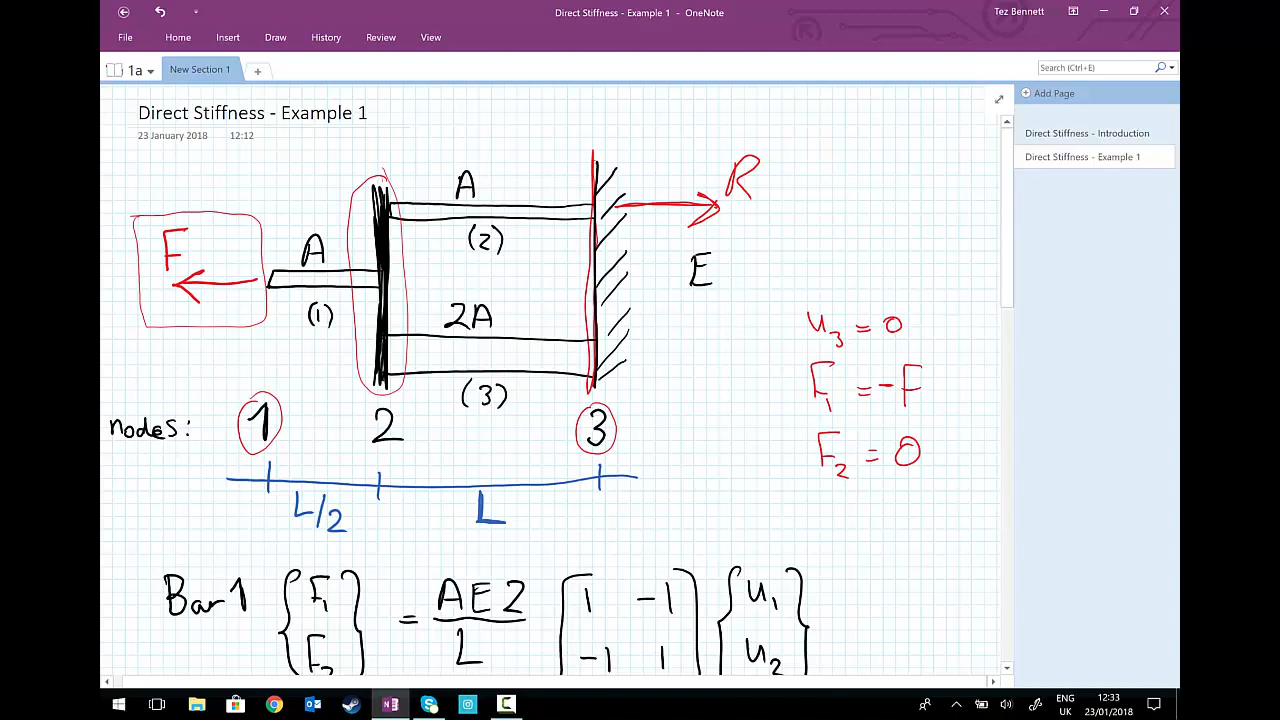 Direct Stiffness - Example 1 - OneNote
Tez Bennett
File Home Insert Draw History Review View
1a New Section 1 +
Search (Ctrl+E)
Add Page
Direct Stiffness - Introduction
Direct Stiffness - Example 1
Direct Stiffness - Example 1
23 January 2018 12:12
R
A
(2)
F
A
(1)
E
2A
(3)
u3 = 0
F1 = -F
F2 = 0
nodes: 1 2 3
L/2 L
Bar 1 F1 = AE2 1 -1 u1
F2 L -1 1 u2
ENG
UK
12:33
23/01/2018